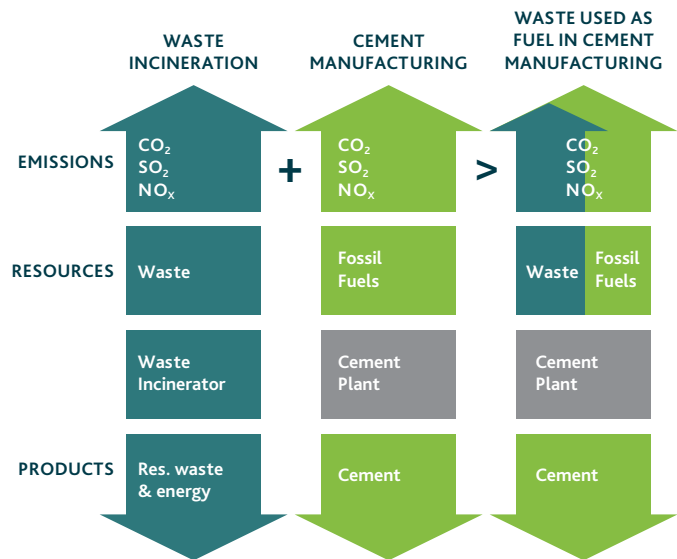 WASTE
INCINERATION
CEMENT
MANUFACTURING
WASTE USED AS
FUEL IN CEMENT
MANUFACTURING
EMISSIONS
CO₂
SO₂
NOₓ
+
CO₂
SO₂
NOₓ
>
CO₂
SO₂
NOₓ
RESOURCES
Waste
Fossil
Fuels
Waste
Fossil
Fuels
Waste
Incinerator
Cement
Plant
Cement
Plant
PRODUCTS
Res. waste
& energy
Cement
Cement